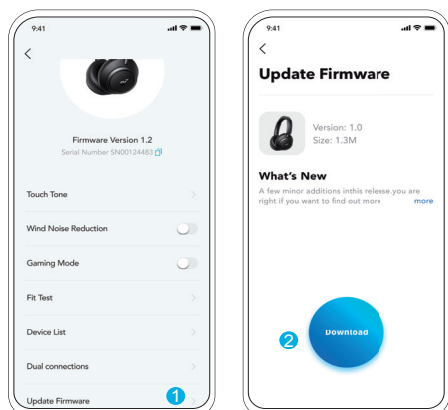 9:41
Firmware Version 1.2
Serial Number SN00124483
Touch Tone
Wind Noise Reduction
Gaming Mode
Fit Test
Device List
Dual connections
Update Firmware
1
9:41
Update Firmware
Version: 1.0
Size: 1.3M
What's New
A few minor additions inthis relesse.you are
right if you want to find out more more
Download
2